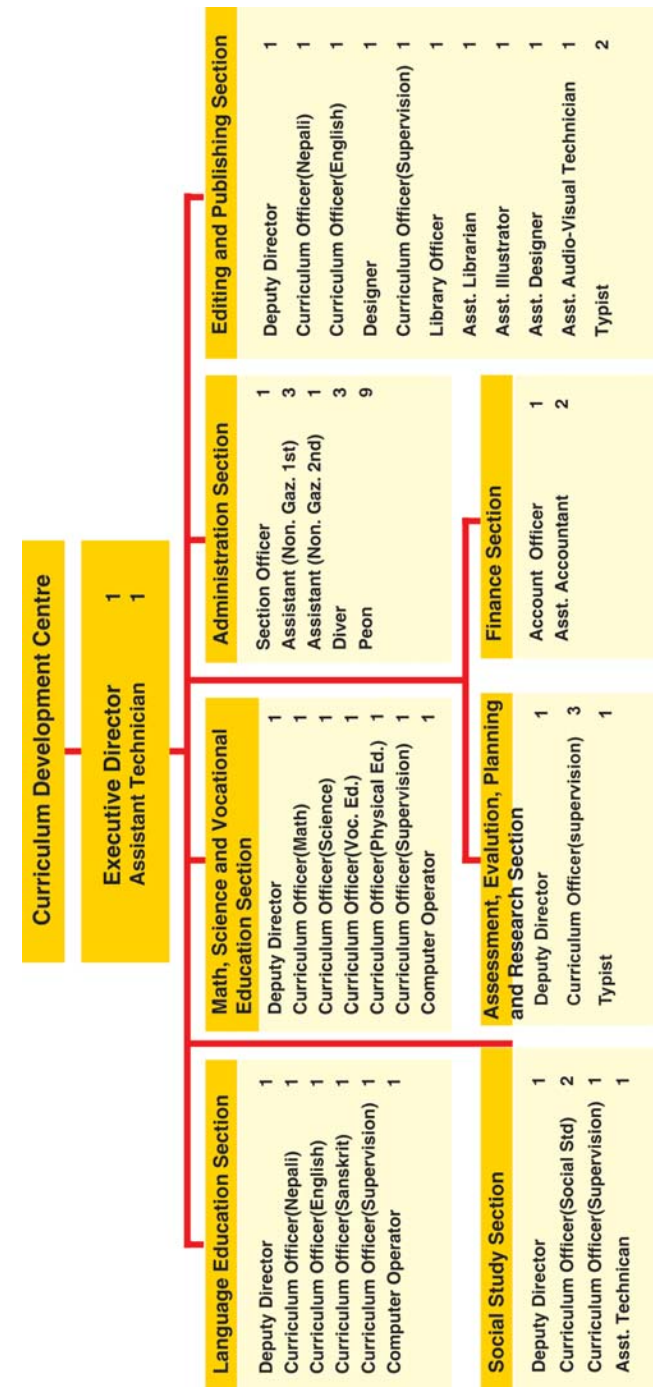 Curriculum Development Centre
Executive Director 1
Assistant Technician 1
Language Education Section
Deputy Director 1
Curriculum Officer(Nepali) 1
Curriculum Officer(English) 1
Curriculum Officer(Sanskrit) 1
Curriculum Officer(Supervision) 1
Computer Operator 1
Math, Science and Vocational
Education Section
Deputy Director 1
Curriculum Officer(Math) 1
Curriculum Officer(Science) 1
Curriculum Officer(Voc. Ed.) 1
Curriculum Officer(Physical Ed.) 1
Curriculum Officer(Supervision) 1
Computer Operator 1
Administration Section
Section Officer 1
Assistant (Non. Gaz. 1st) 3
Assistant (Non. Gaz. 2nd) 1
Diver 3
Peon 9
Editing and Publishing Section
Deputy Director 1
Curriculum Officer(Nepali) 1
Curriculum Officer(English) 1
Designer 1
Curriculum Officer(Supervision) 1
Library Officer 1
Asst. Librarian 1
Asst. Illustrator 1
Asst. Designer 1
Asst. Audio-Visual Technician 1
Typist 2
Social Study Section
Deputy Director 1
Curriculum Officer(Social Std) 2
Curriculum Officer(Supervision) 1
Asst. Technican 1
Assessment, Evalution, Planning
and Research Section
Deputy Director 1
Curriculum Officer(supervision) 3
Typist 1
Finance Section
Account Officer 1
Asst. Accountant 2